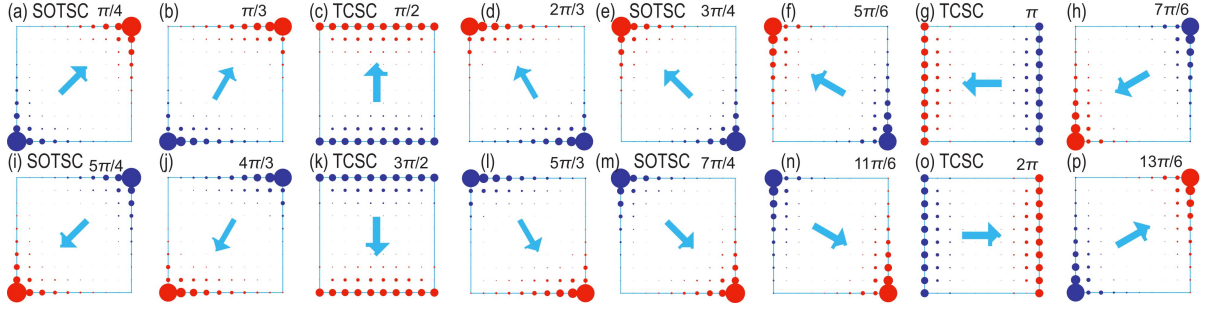 (a) SOTSC π/4
(b) π/3
(c) TCSC π/2
(d) 2π/3
(e) SOTSC 3π/4
(f) 5π/6
(g) TCSC π
(h) 7π/6
(i) SOTSC 5π/4
(j) 4π/3
(k) TCSC 3π/2
(l) 5π/3
(m) SOTSC 7π/4
(n) 11π/6
(o) TCSC 2π
(p) 13π/6